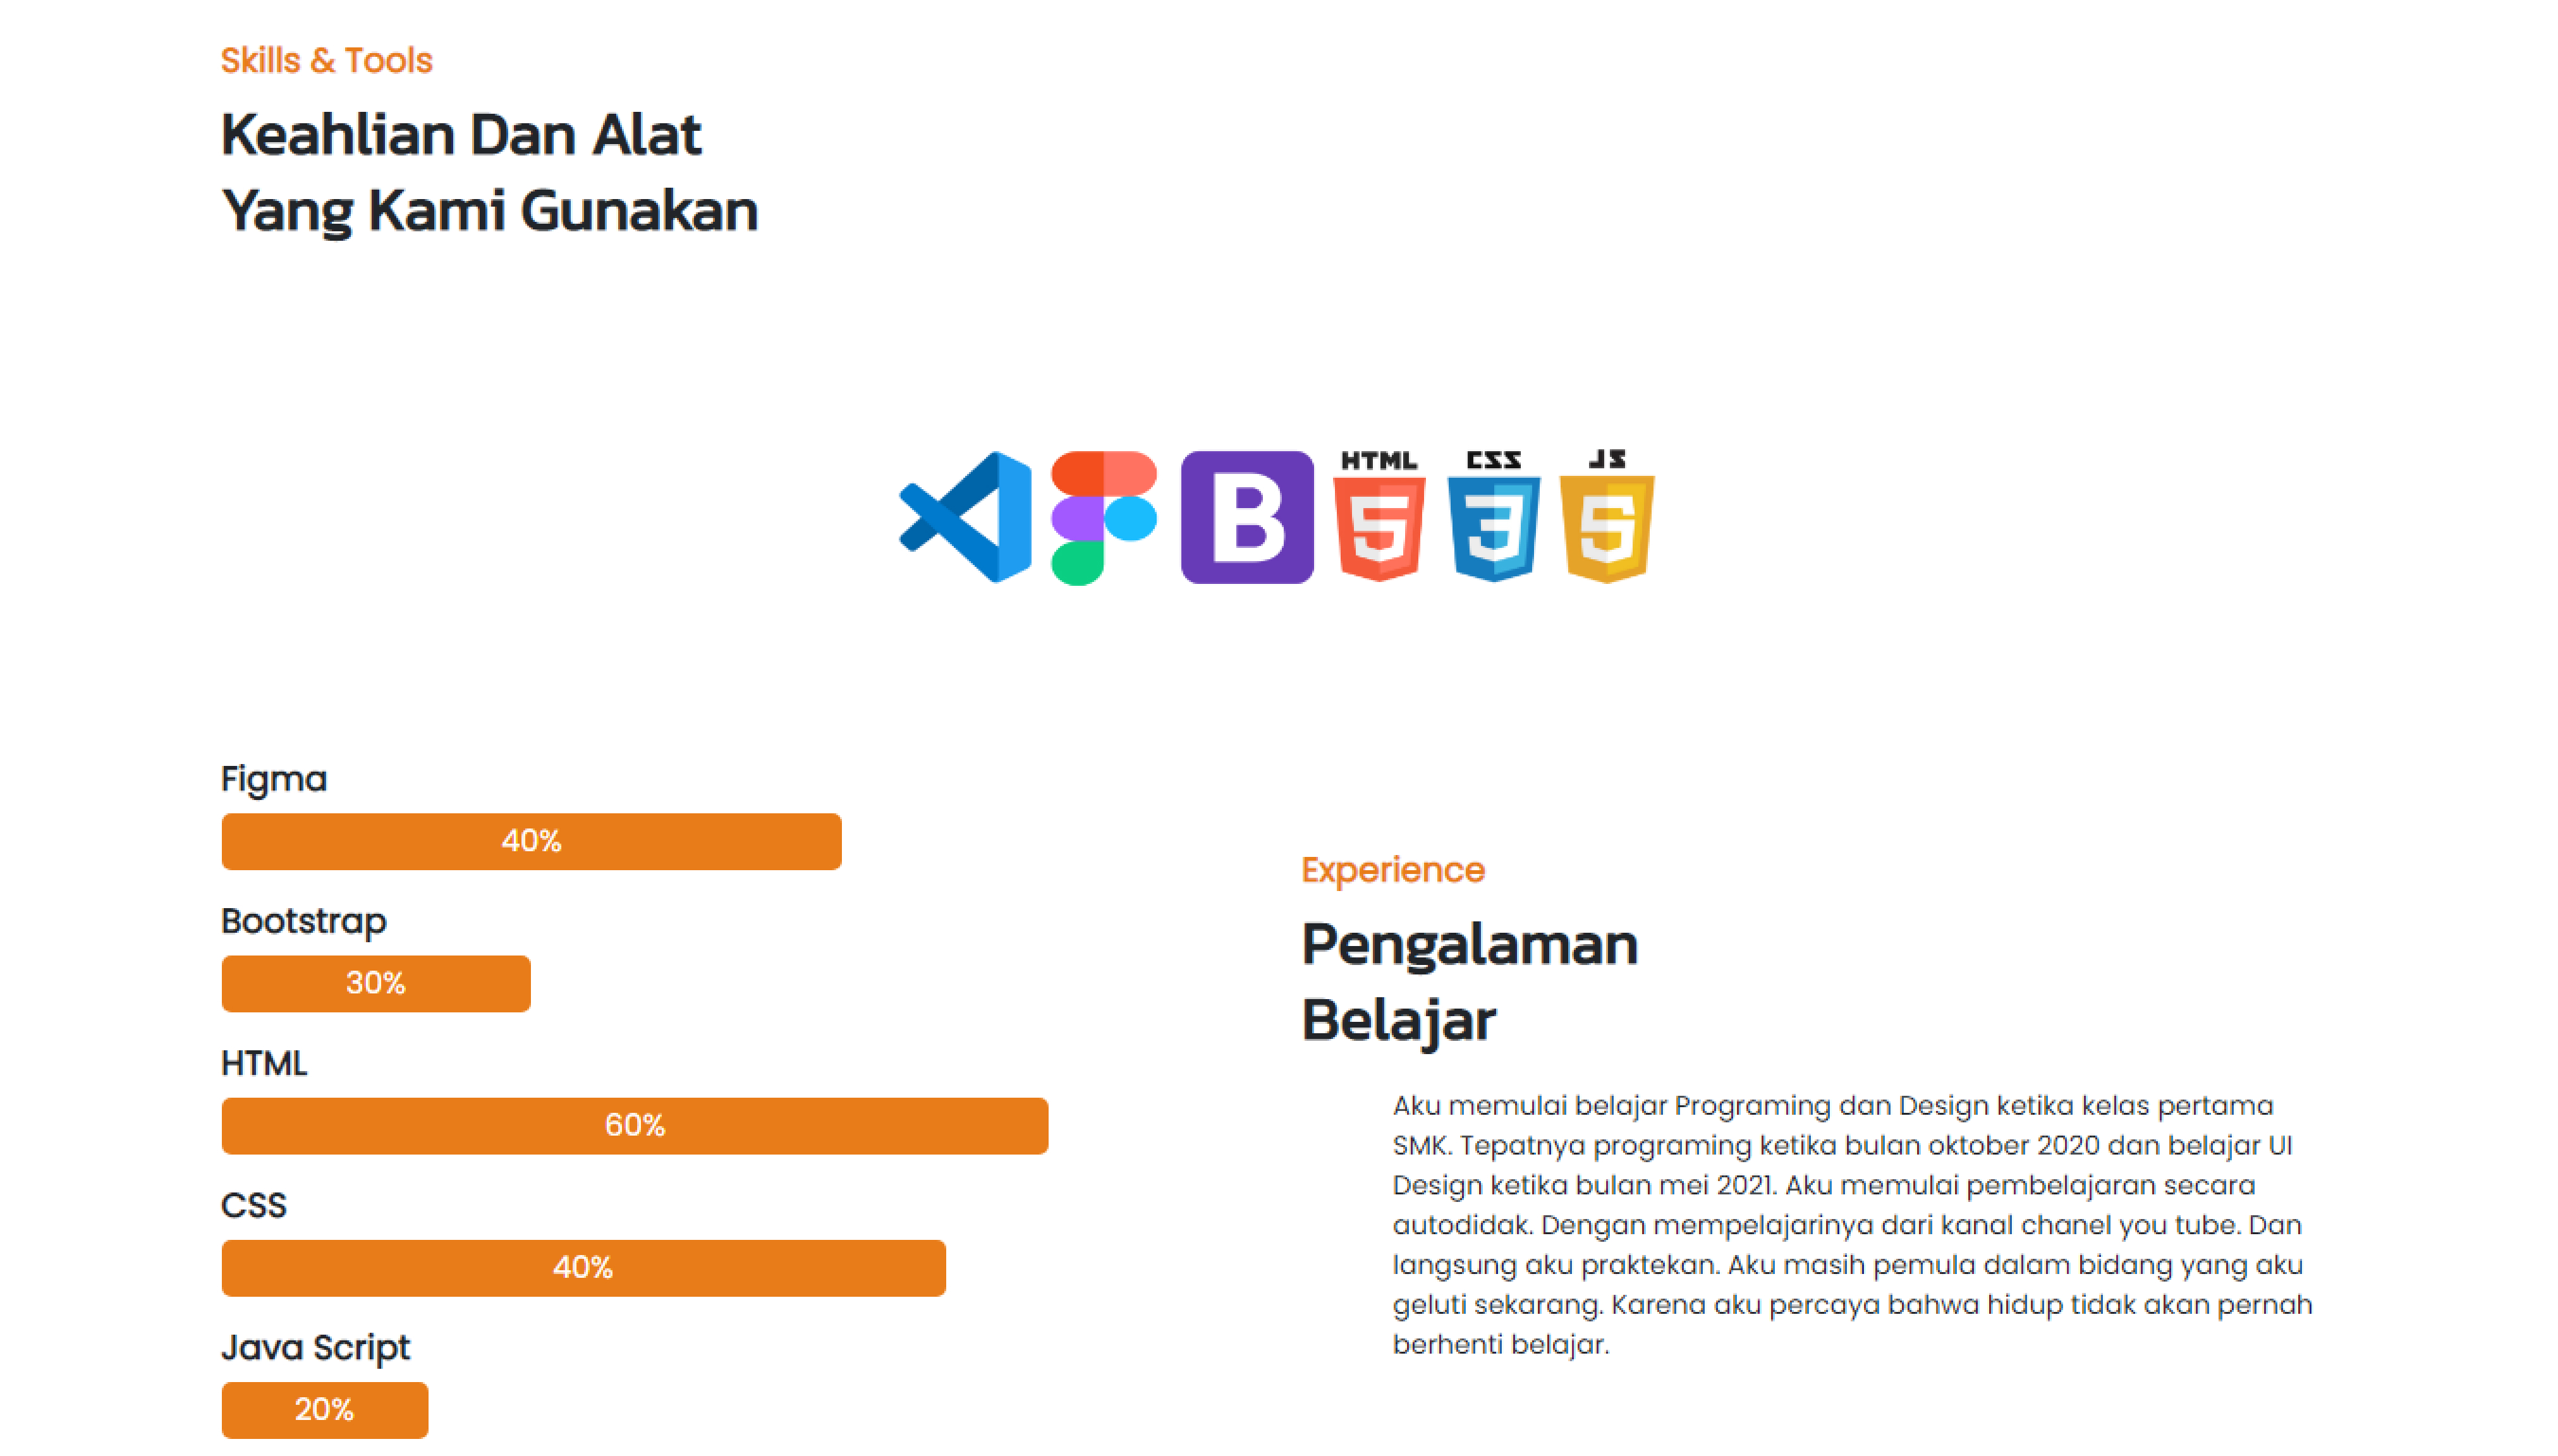 Skills & Tools
Keahlian Dan Alat
Yang Kami Gunakan
B
HTML
5
CSS
3
JS
5
Figma
40%
Bootstrap
30%
HTML
60%
CSS
40%
Java Script
20%
Experience
Pengalaman
Belajar
Aku memulai belajar Programing dan Design ketika kelas pertama
SMK. Tepatnya programing ketika bulan oktober 2020 dan belajar UI
Design ketika bulan mei 2021. Aku memulai pembelajaran secara
autodidak. Dengan mempelajarinya dari kanal chanel you tube. Dan
langsung aku praktekan. Aku masih pemula dalam bidang yang aku
geluti sekarang. Karena aku percaya bahwa hidup tidak akan pernah
berhenti belajar.